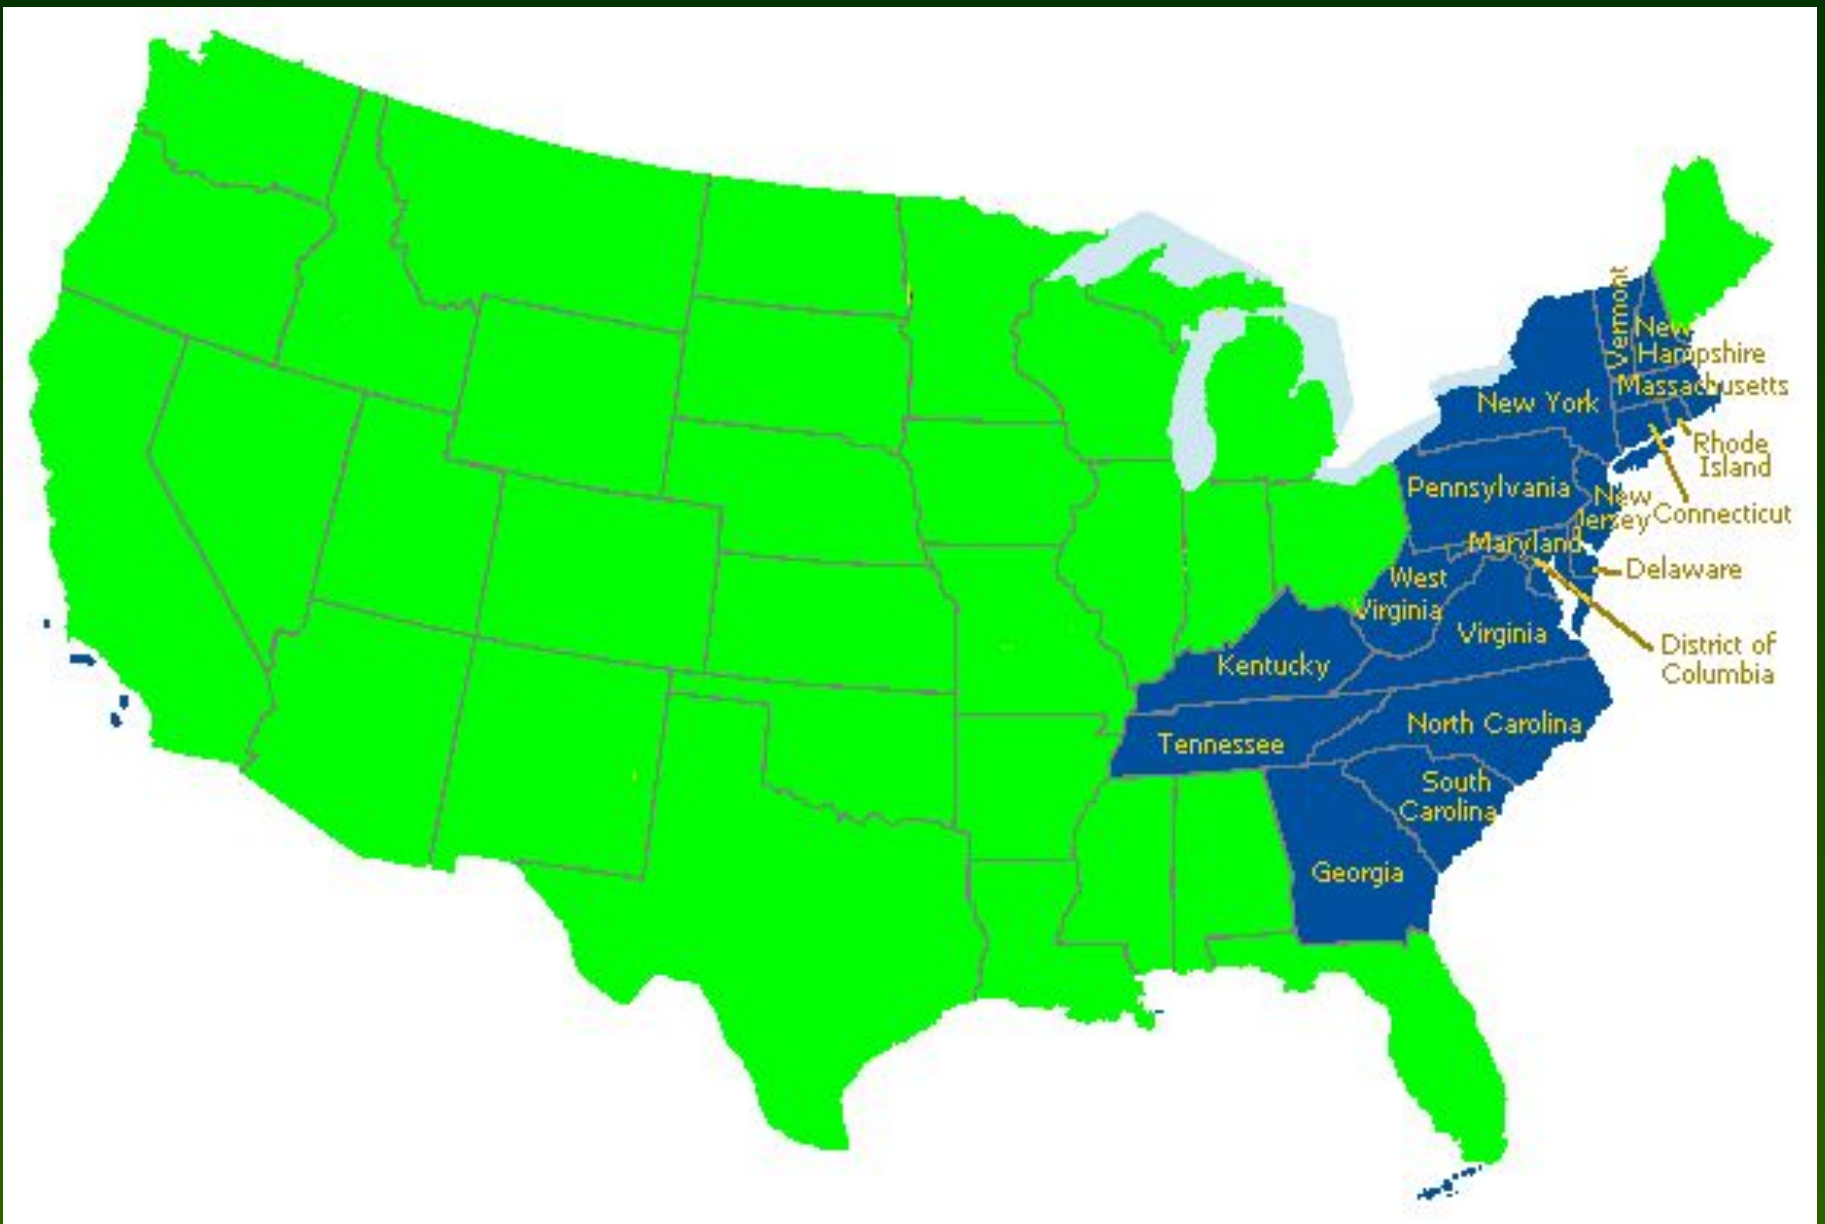 Vermont
New
Hampshire
Massachusetts
New York
Rhode
Island
Pennsylvania
New
Jersey
Connecticut
Maryland
Delaware
West
Virginia
Virginia
District of
Columbia
Kentucky
North Carolina
Tennessee
South
Carolina
Georgia